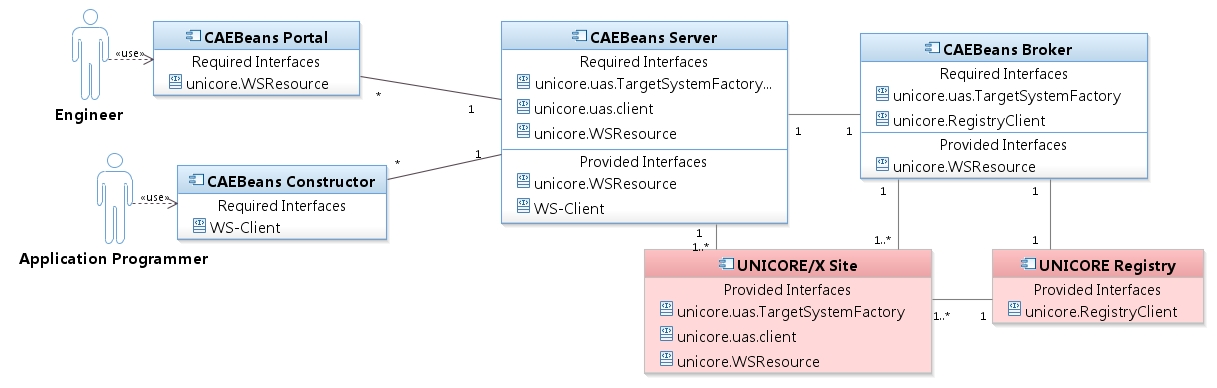 «use»
Engineer
CAEBeans Portal
Required Interfaces
unicore.WSResource
*
1
Application Programmer
«use»
CAEBeans Constructor
Required Interfaces
WS-Client
*
1
CAEBeans Server
Required Interfaces
unicore.uas.TargetSystemFactory...
unicore.uas.client
unicore.WSResource
Provided Interfaces
unicore.WSResource
WS-Client
1
1
CAEBeans Broker
Required Interfaces
unicore.uas.TargetSystemFactory
unicore.RegistryClient
Provided Interfaces
unicore.WSResource
1
1..*
1
1..*
1
1
UNICORE/X Site
Provided Interfaces
unicore.uas.TargetSystemFactory
unicore.uas.client
unicore.WSResource
1..*
1
UNICORE Registry
Provided Interfaces
unicore.RegistryClient